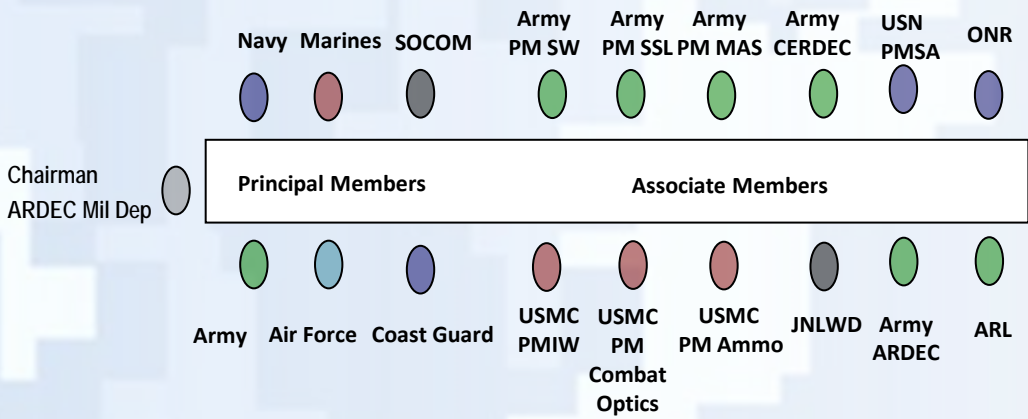 Navy Marines SOCOM
Army
PM SW
Army
PM SSL
Army
PM MAS
Army
CERDEC
USN
PMSA
ONR
Chairman
ARDEC Mil Dep
Principal Members
Associate Members
Army
Air Force
Coast Guard
USMC
PMIW
USMC
PM
Combat
Optics
USMC
PM Ammo
JNLWD
Army
ARDEC
ARL